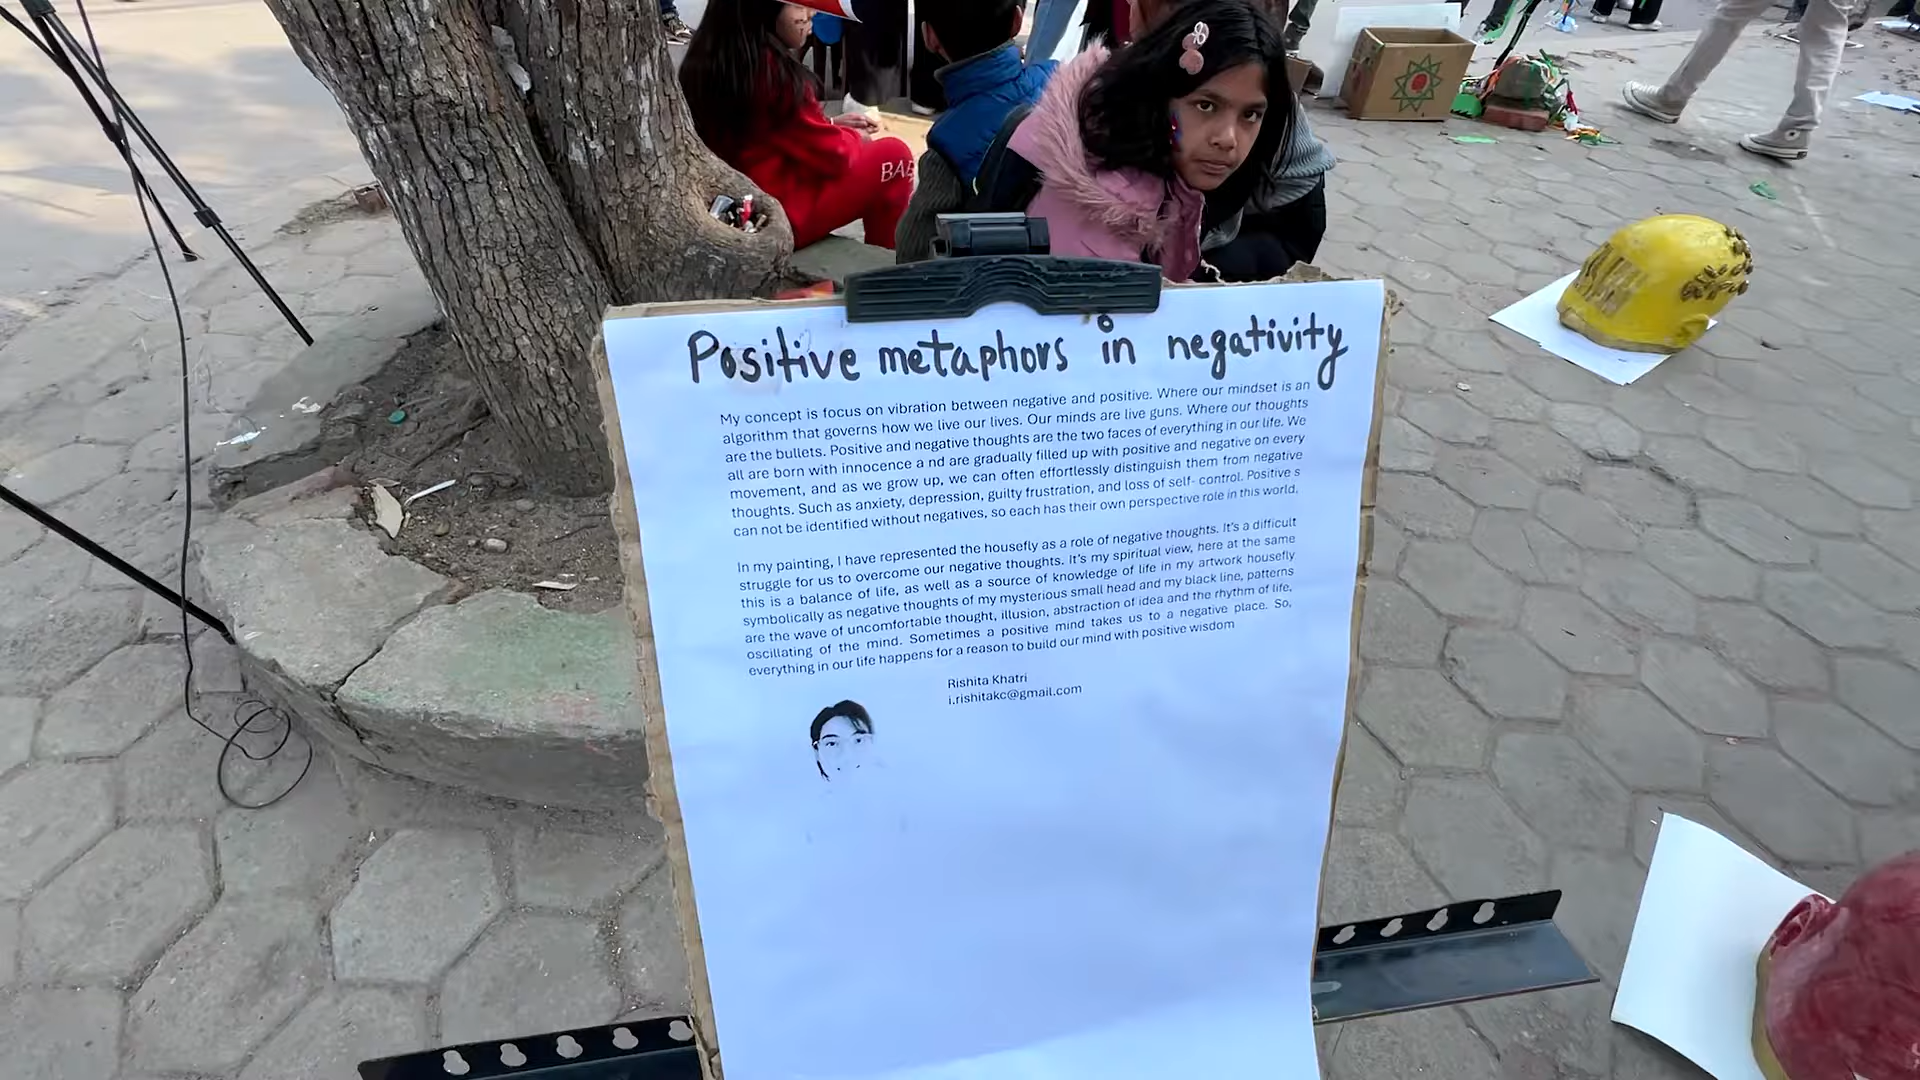 BAB
Positive metaphors in negativity
My concept is focus on vibration between negative and positive. Where our mindset is an
algorithm that governs how we live our lives. Our minds are live guns. Where our thoughts
are the bullets. Positive and negative thoughts are the two faces of everything in our life. We
all are born with innocence a nd are gradually filled up with positive and negative on every
movement, and as we grow up, we can often effortlessly distinguish them from negative
thoughts. Such as anxiety, depression, guilty frustration, and loss of self- control. Positive s
can not be identified without negatives, so each has their own perspective role in this world.
In my painting, I have represented the housefly as a role of negative thoughts. It's a difficult
struggle for us to overcome our negative thoughts. It's my spiritual view, here at the same
this is a balance of life, as well as a source of knowledge of life in my artwork housefly
symbolically as negative thoughts of my mysterious small head and my black line, patterns
are the wave of uncomfortable thought, illusion, abstraction of idea and the rhythm of life,
oscillating of the mind. Sometimes a positive mind takes us to a negative place. So,
everything in our life happens for a reason to build our mind with positive wisdom
Rishita Khatri
i.rishitakc@gmail.com